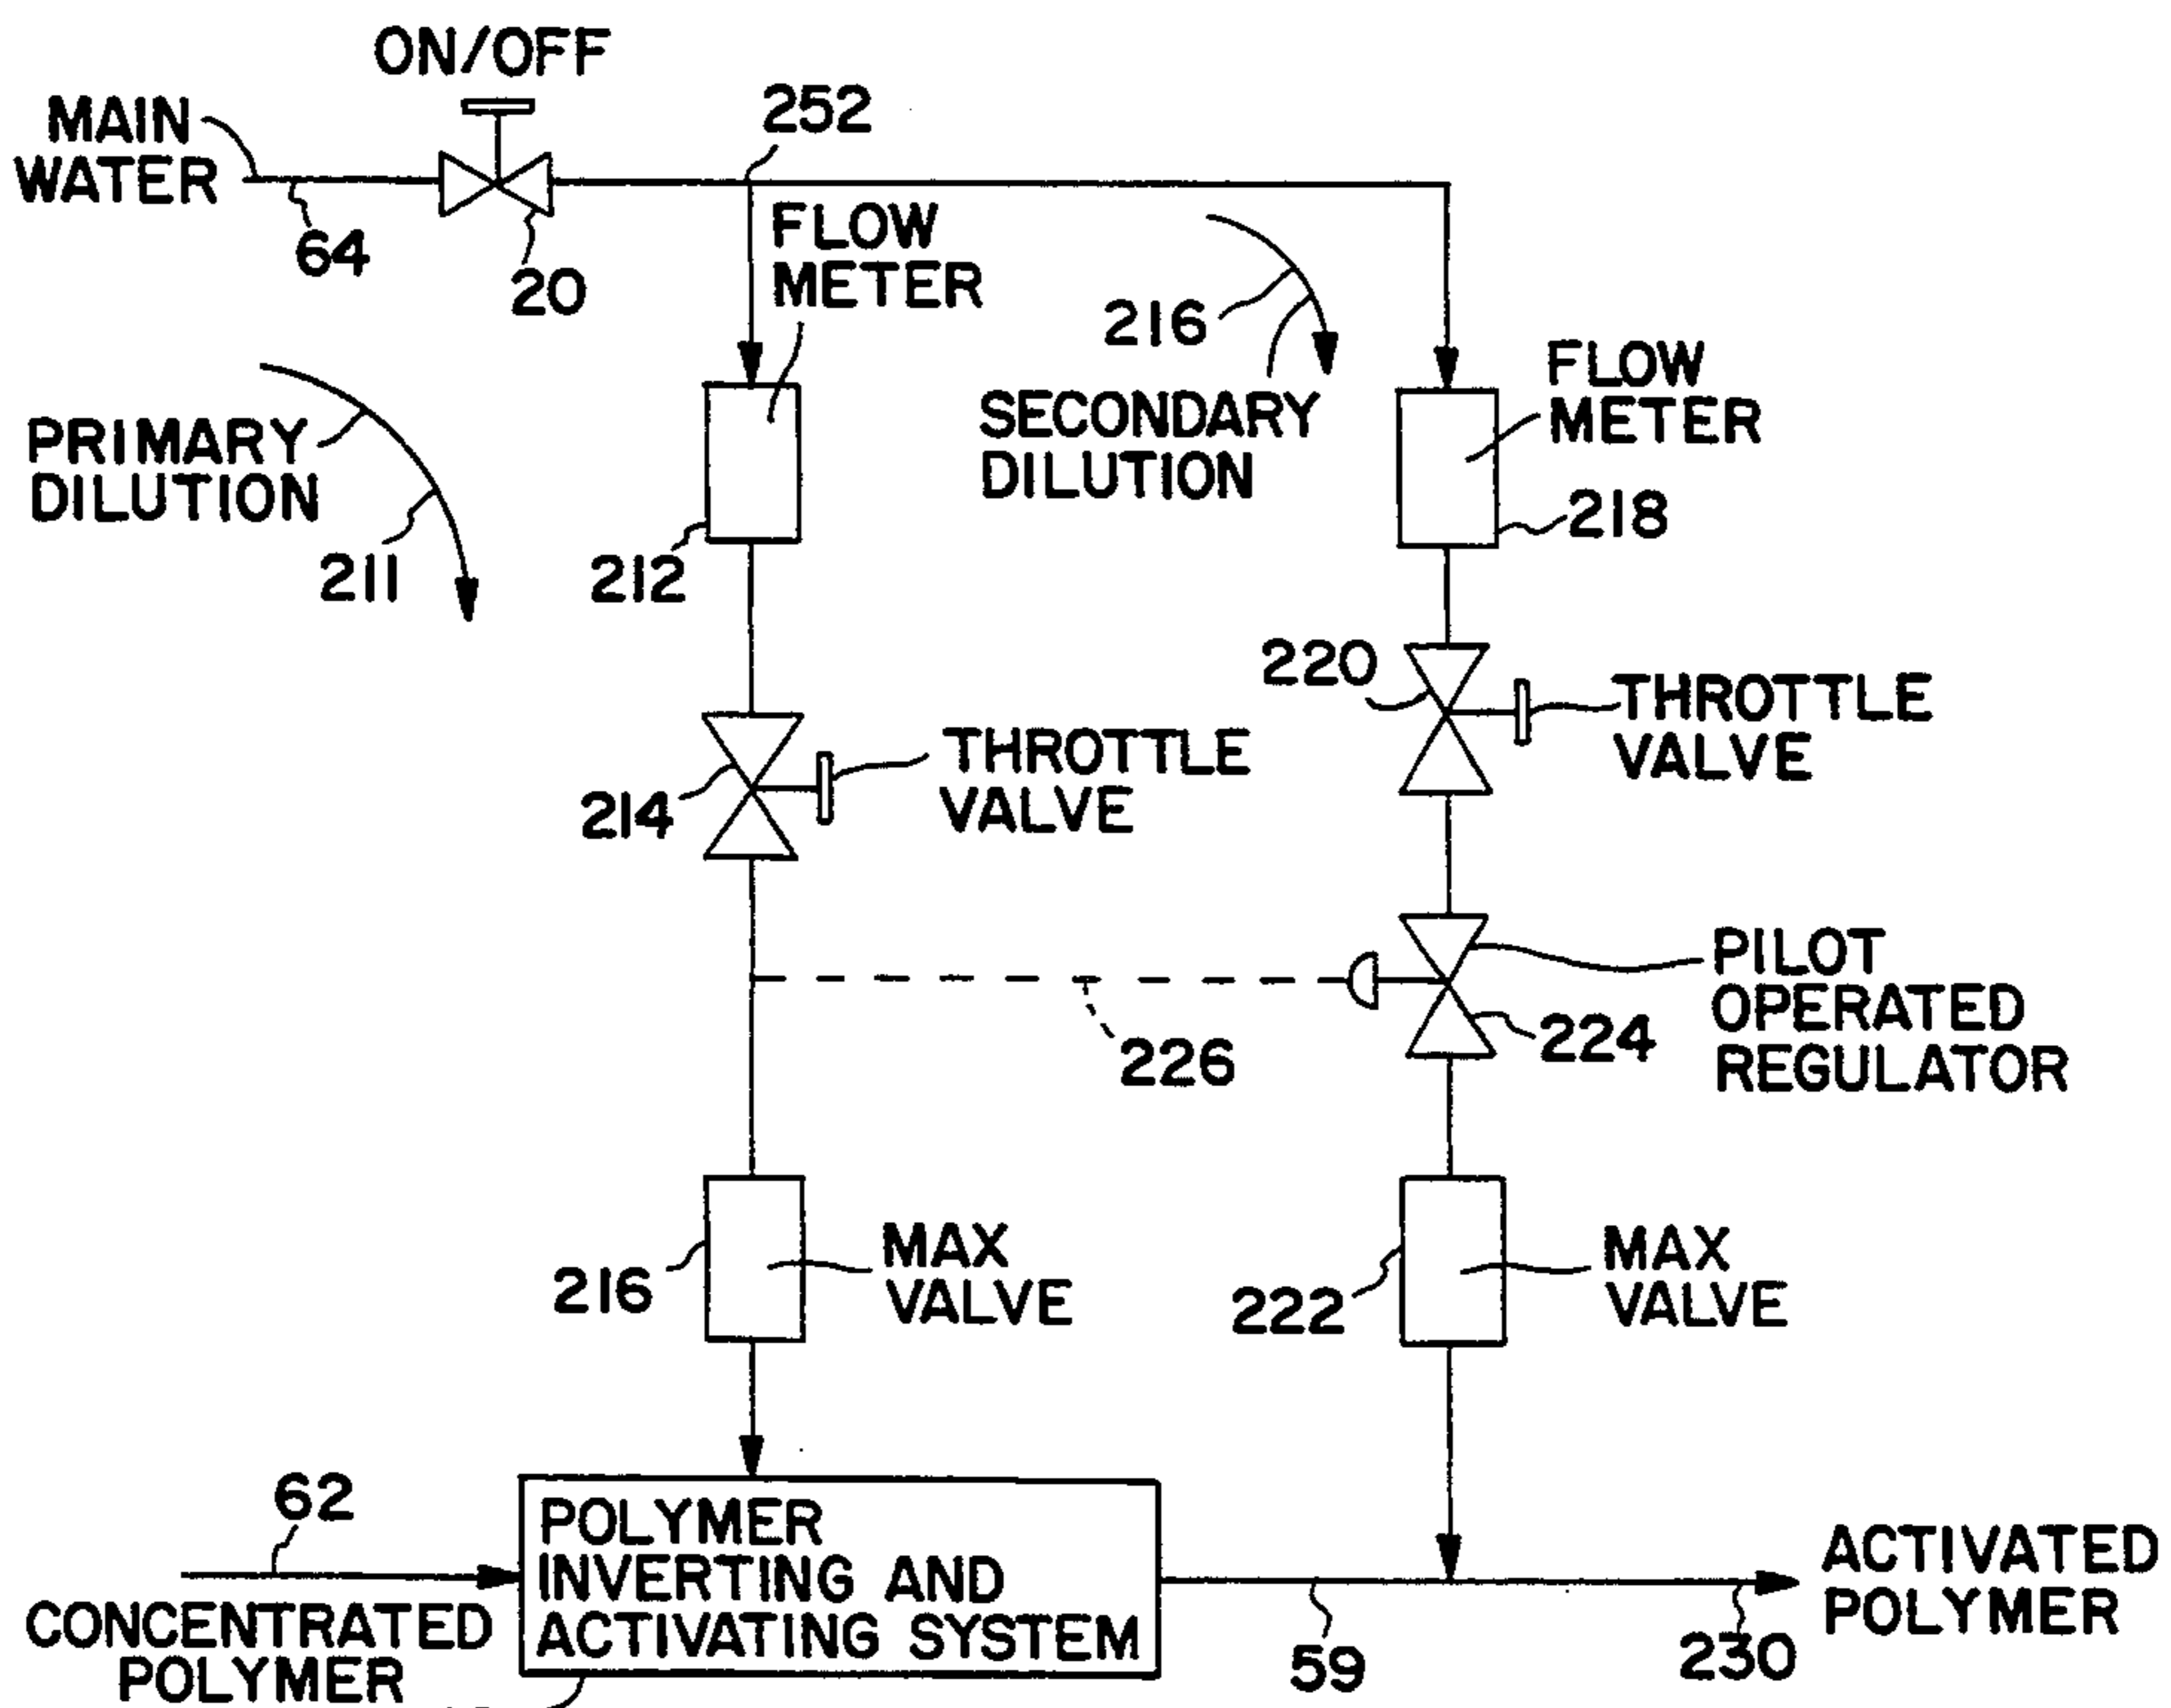 ON/OFF
MAIN
WATER
64
20
252
FLOW
METER
216
SECONDARY
DILUTION
FLOW
METER
218
PRIMARY
DILUTION
211
212
220
THROTTLE
VALVE
214
THROTTLE
VALVE
226
PILOT
OPERATED
REGULATOR
224
216
MAX
VALVE
222
MAX
VALVE
62
CONCENTRATED
POLYMER
POLYMER
INVERTING AND
ACTIVATING SYSTEM
59
ACTIVATED
POLYMER
230